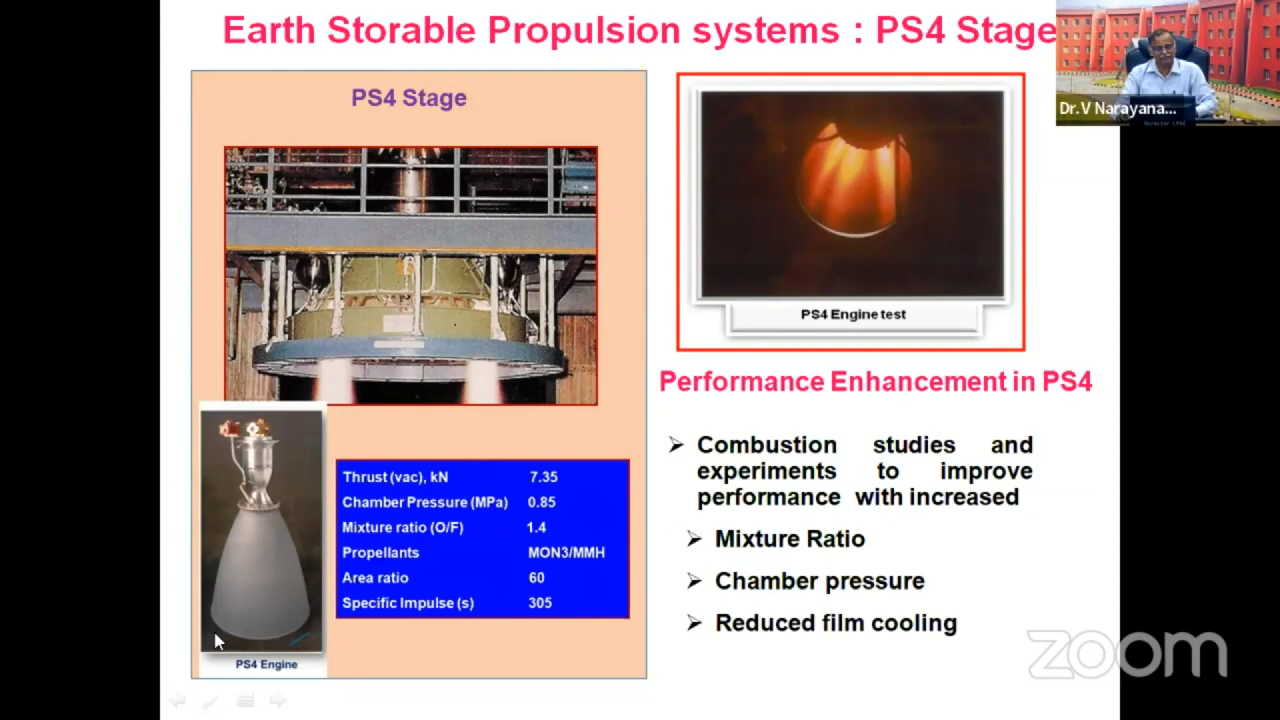 Earth Storable Propulsion systems : PS4 Stage
Dr.V Narayana...
PS4 Stage
PS4 Engine test
Performance Enhancement in PS4
Combustion studies and
experiments to improve
performance with increased
Mixture Ratio
Chamber pressure
Reduced film cooling
Thrust (vac), kN 7.35
Chamber Pressure (MPa) 0.85
Mixture ratio (O/F) 1.4
Propellants MON3/MMH
Area ratio 60
Specific Impulse (s) 305
PS4 Engine
zoom